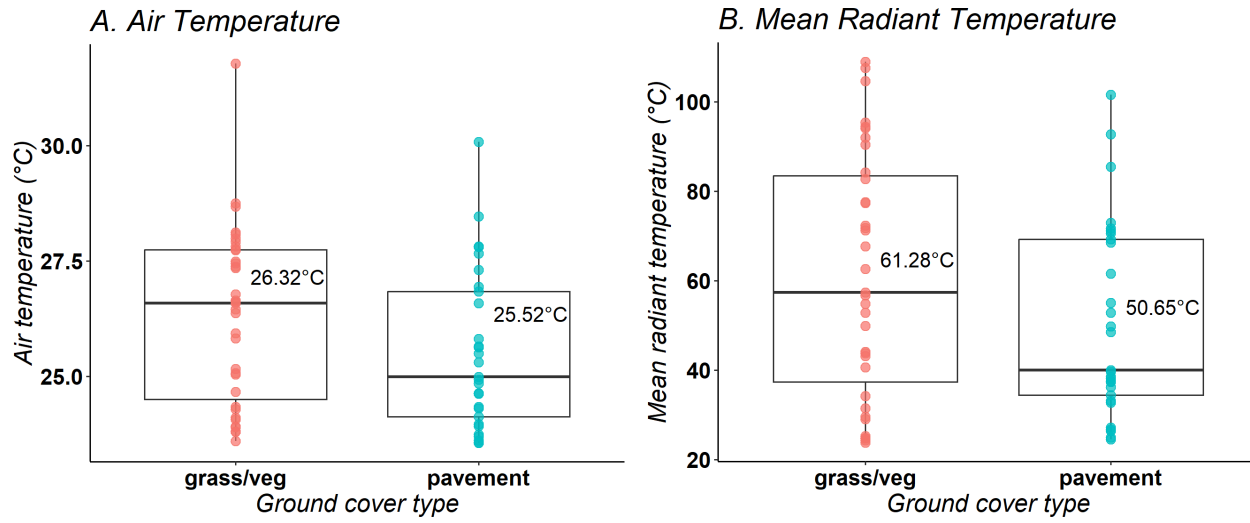 A. Air Temperature
Air temperature (°C)
30.0
27.5
25.0
26.32°C
25.52°C
grass/veg pavement
Ground cover type
B. Mean Radiant Temperature
Mean radiant temperature (°C)
100
80
60
40
20
61.28°C
50.65°C
grass/veg pavement
Ground cover type